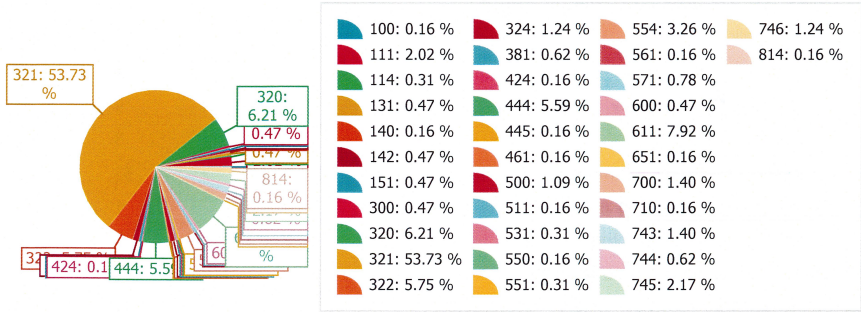 321: 53.73
%
320:
6.21 %
0.47 %
0.47 %
814:
0.16 %
%
424: 0.1
444: 5.5
60
100: 0.16 %
111: 2.02 %
114: 0.31 %
131: 0.47 %
140: 0.16 %
142: 0.47 %
151: 0.47 %
300: 0.47 %
320: 6.21 %
321: 53.73 %
322: 5.75 %
324: 1.24 %
381: 0.62 %
424: 0.16 %
444: 5.59 %
445: 0.16 %
461: 0.16 %
500: 1.09 %
511: 0.16 %
531: 0.31 %
550: 0.16 %
551: 0.31 %
554: 3.26 %
561: 0.16 %
571: 0.78 %
600: 0.47 %
611: 7.92 %
651: 0.16 %
700: 1.40 %
710: 0.16 %
743: 1.40 %
744: 0.62 %
745: 2.17 %
746: 1.24 %
814: 0.16 %